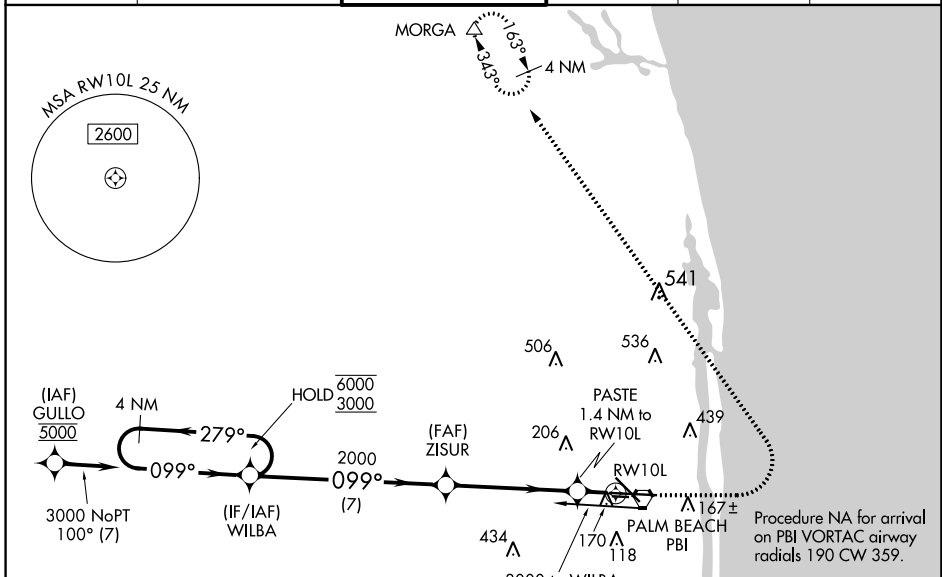 MORGA
163°
343°
4 NM
MSA RW10L 25 NM
2600
541
506
536
(IAF)
GULLO
5000
4 NM
HOLD
6000
3000
279°
099°
3000 NoPT
100° (7)
(IF/IAF)
WILBA
2000
099°
(7)
(FAF)
ZISUR
PASTE
1.4 NM to
RW10L
206
439
RW10L
167±
PALM BEACH
PBI
170
118
434
Procedure NA for arrival
on PBI VORTAC airway
radials 190 CW 359.